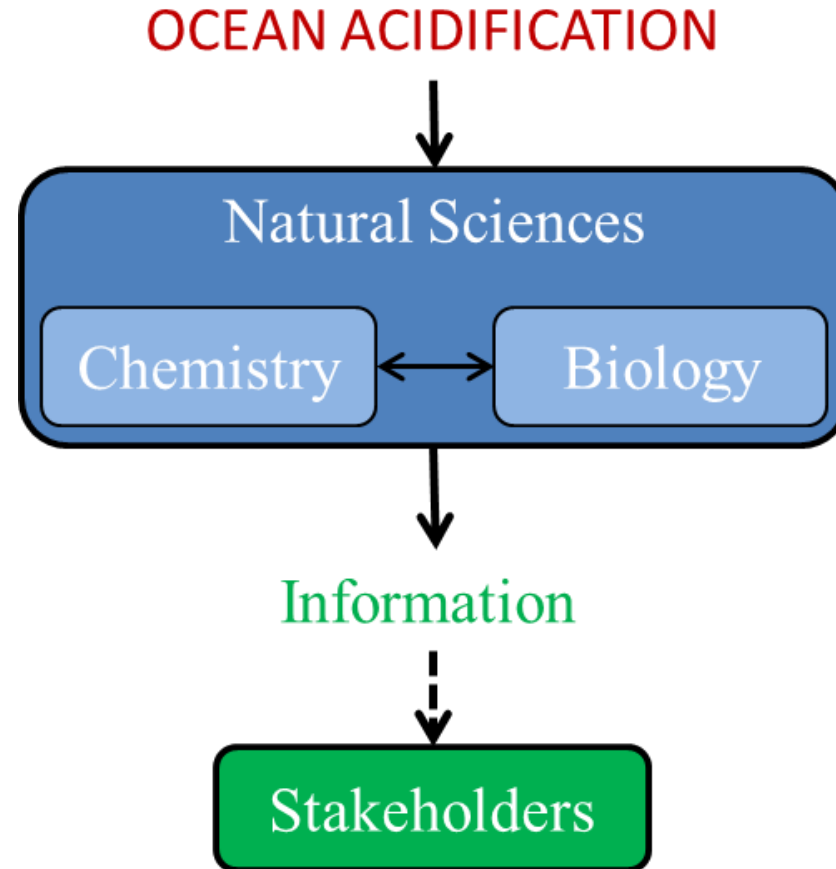 OCEAN ACIDIFICATION
Natural Sciences
Chemistry
Biology
Information
Stakeholders